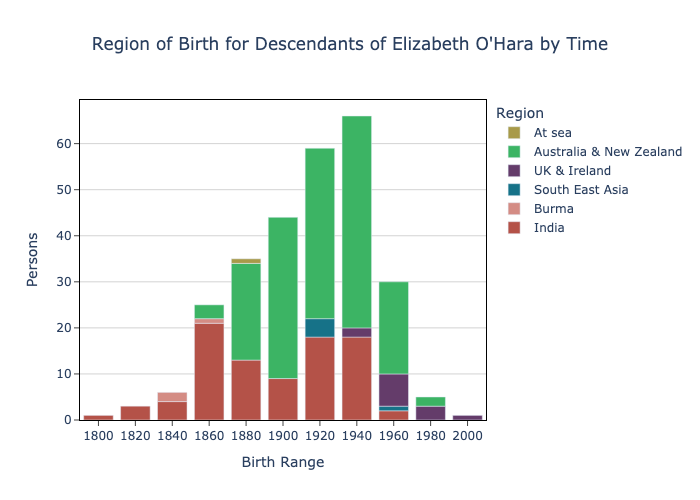 Region of Birth for Descendants of Elizabeth O'Hara by Time
Region
At sea
Australia & New Zealand
UK & Ireland
South East Asia
Burma
India
Persons
60
50
40
30
20
10
0
1800 1820 1840 1860 1880 1900 1920 1940 1960 1980 2000
Birth Range